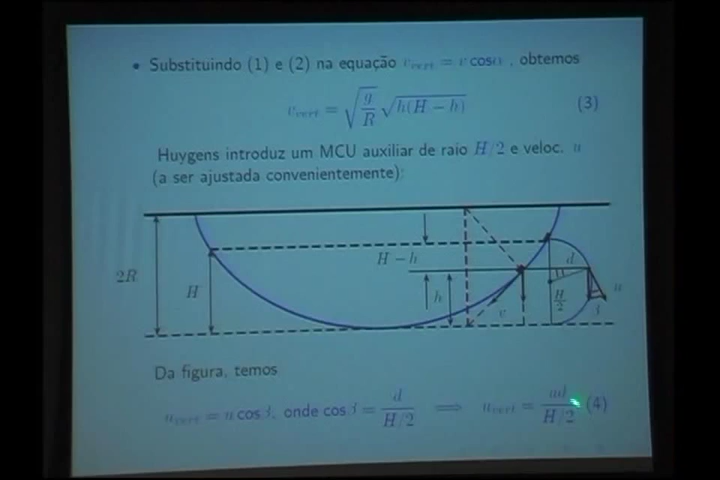 • Substituindo (1) e (2) na equação v_vert = v cos α, obtemos
v_vert = √(g/R) √(h(H − h)) (3)
Huygens introduz um MCU auxiliar de raio H/2 e veloc. u
(a ser ajustada convenientemente):
H − h
d
2R
H
h
H/2
u
v
β
Da figura, temos
u_vert = u cos β, onde cos β = d/(H/2) ⟹ u_vert = ud/(H/2) (4)